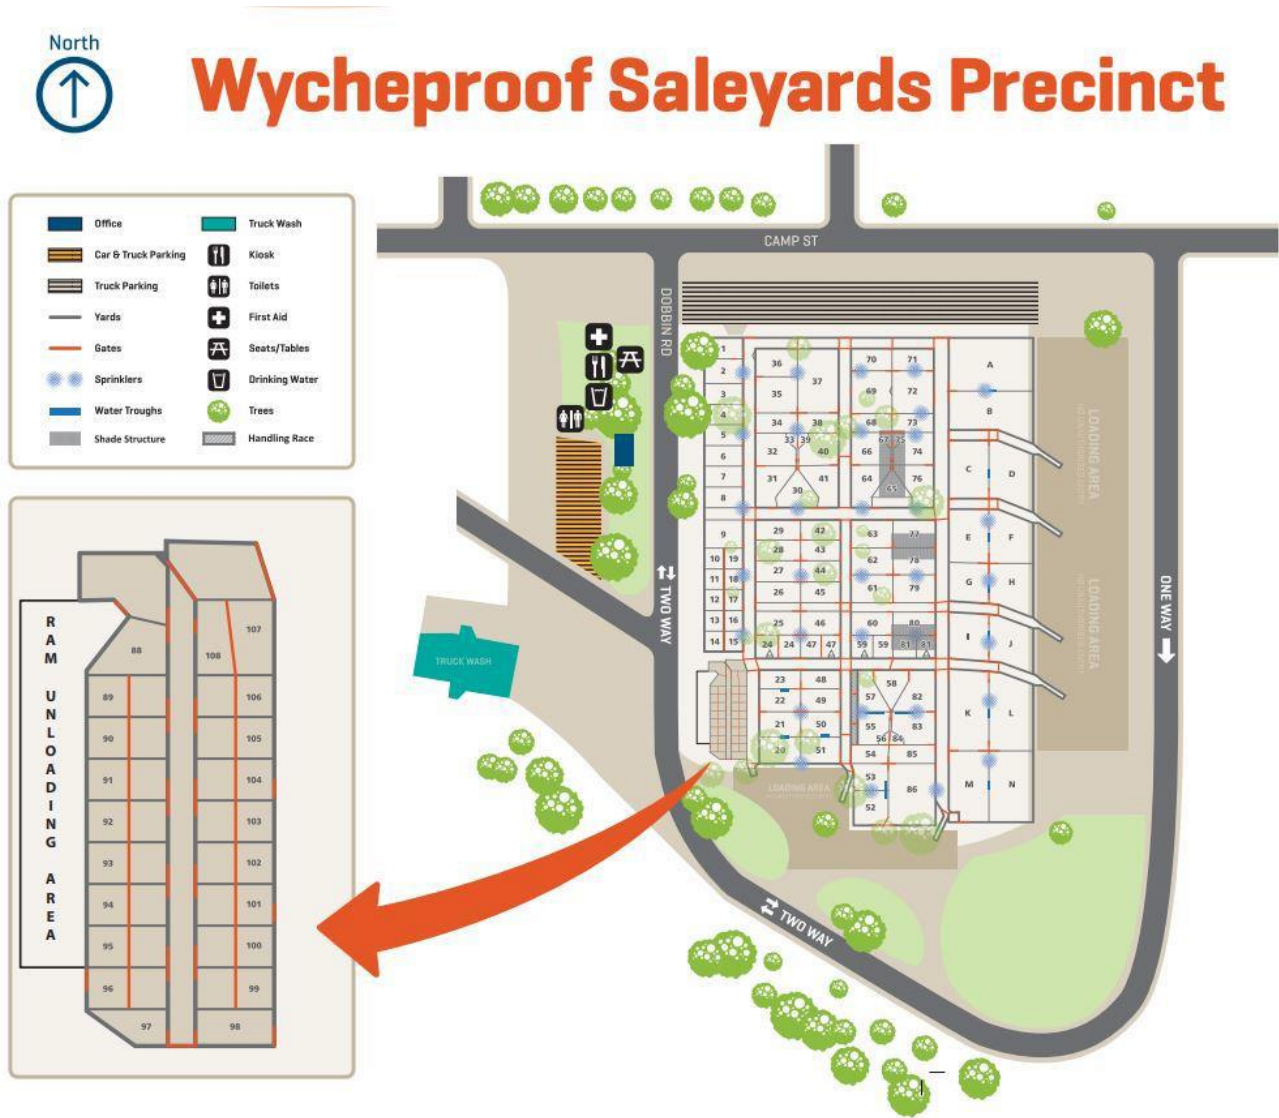 North
Wycheproof Saleyards Precinct
Office
Truck Wash
Car & Truck Parking
Kiosk
Truck Parking
Toilets
Yards
First Aid
Gates
Seats/Tables
Sprinklers
Drinking Water
Water Troughs
Trees
Shade Structure
Handling Race
CAMP ST
DOBBIN RD
TWO WAY
ONE WAY
TWO WAY
TRUCK WASH
LOADING AREA
LOADING AREA
LOADING AREA
1
2
3
4
5
6
7
8
9
10 19
11 18
12 17
13 16
14 15
36
37
35
34 38
33 39
32 40
31 41
30
29 42
28 43
27 44
26 45
25 46
24 24 47 47
23 48
22 49
21 50
20 51
70 71
69 72
68 73
67 75
66 74
64 76
65
63 77
62 78
61 79
60 80
59 59 81 81
58
57 82
55 83
56 84
54 85
53
86
52
A
B
C D
E F
G H
I J
K L
M N
RAM UNLOADING AREA
107
88 108
89 106
90 105
91 104
92 103
93 102
94 101
95 100
96 99
97 98